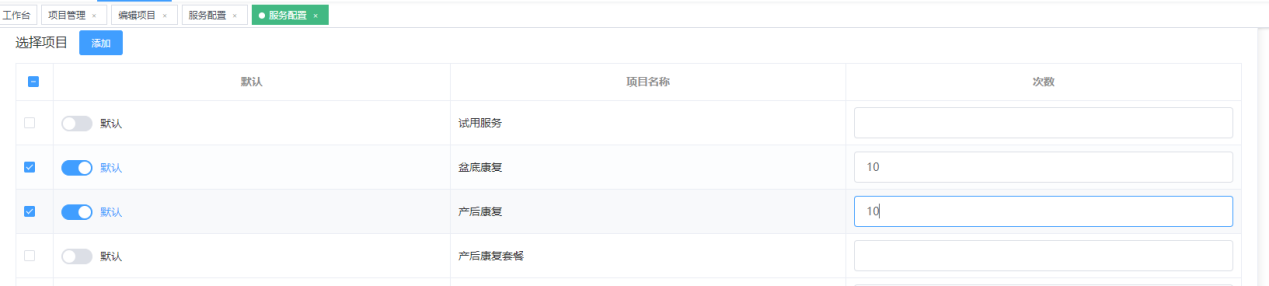 工作台 项目管理 × 编辑项目 × 服务配置 × 服务配置 ×
选择项目 添加
默认 项目名称 次数
默认 试用服务
默认 盆底康复 10
默认 产后康复 10
默认 产后康复套餐